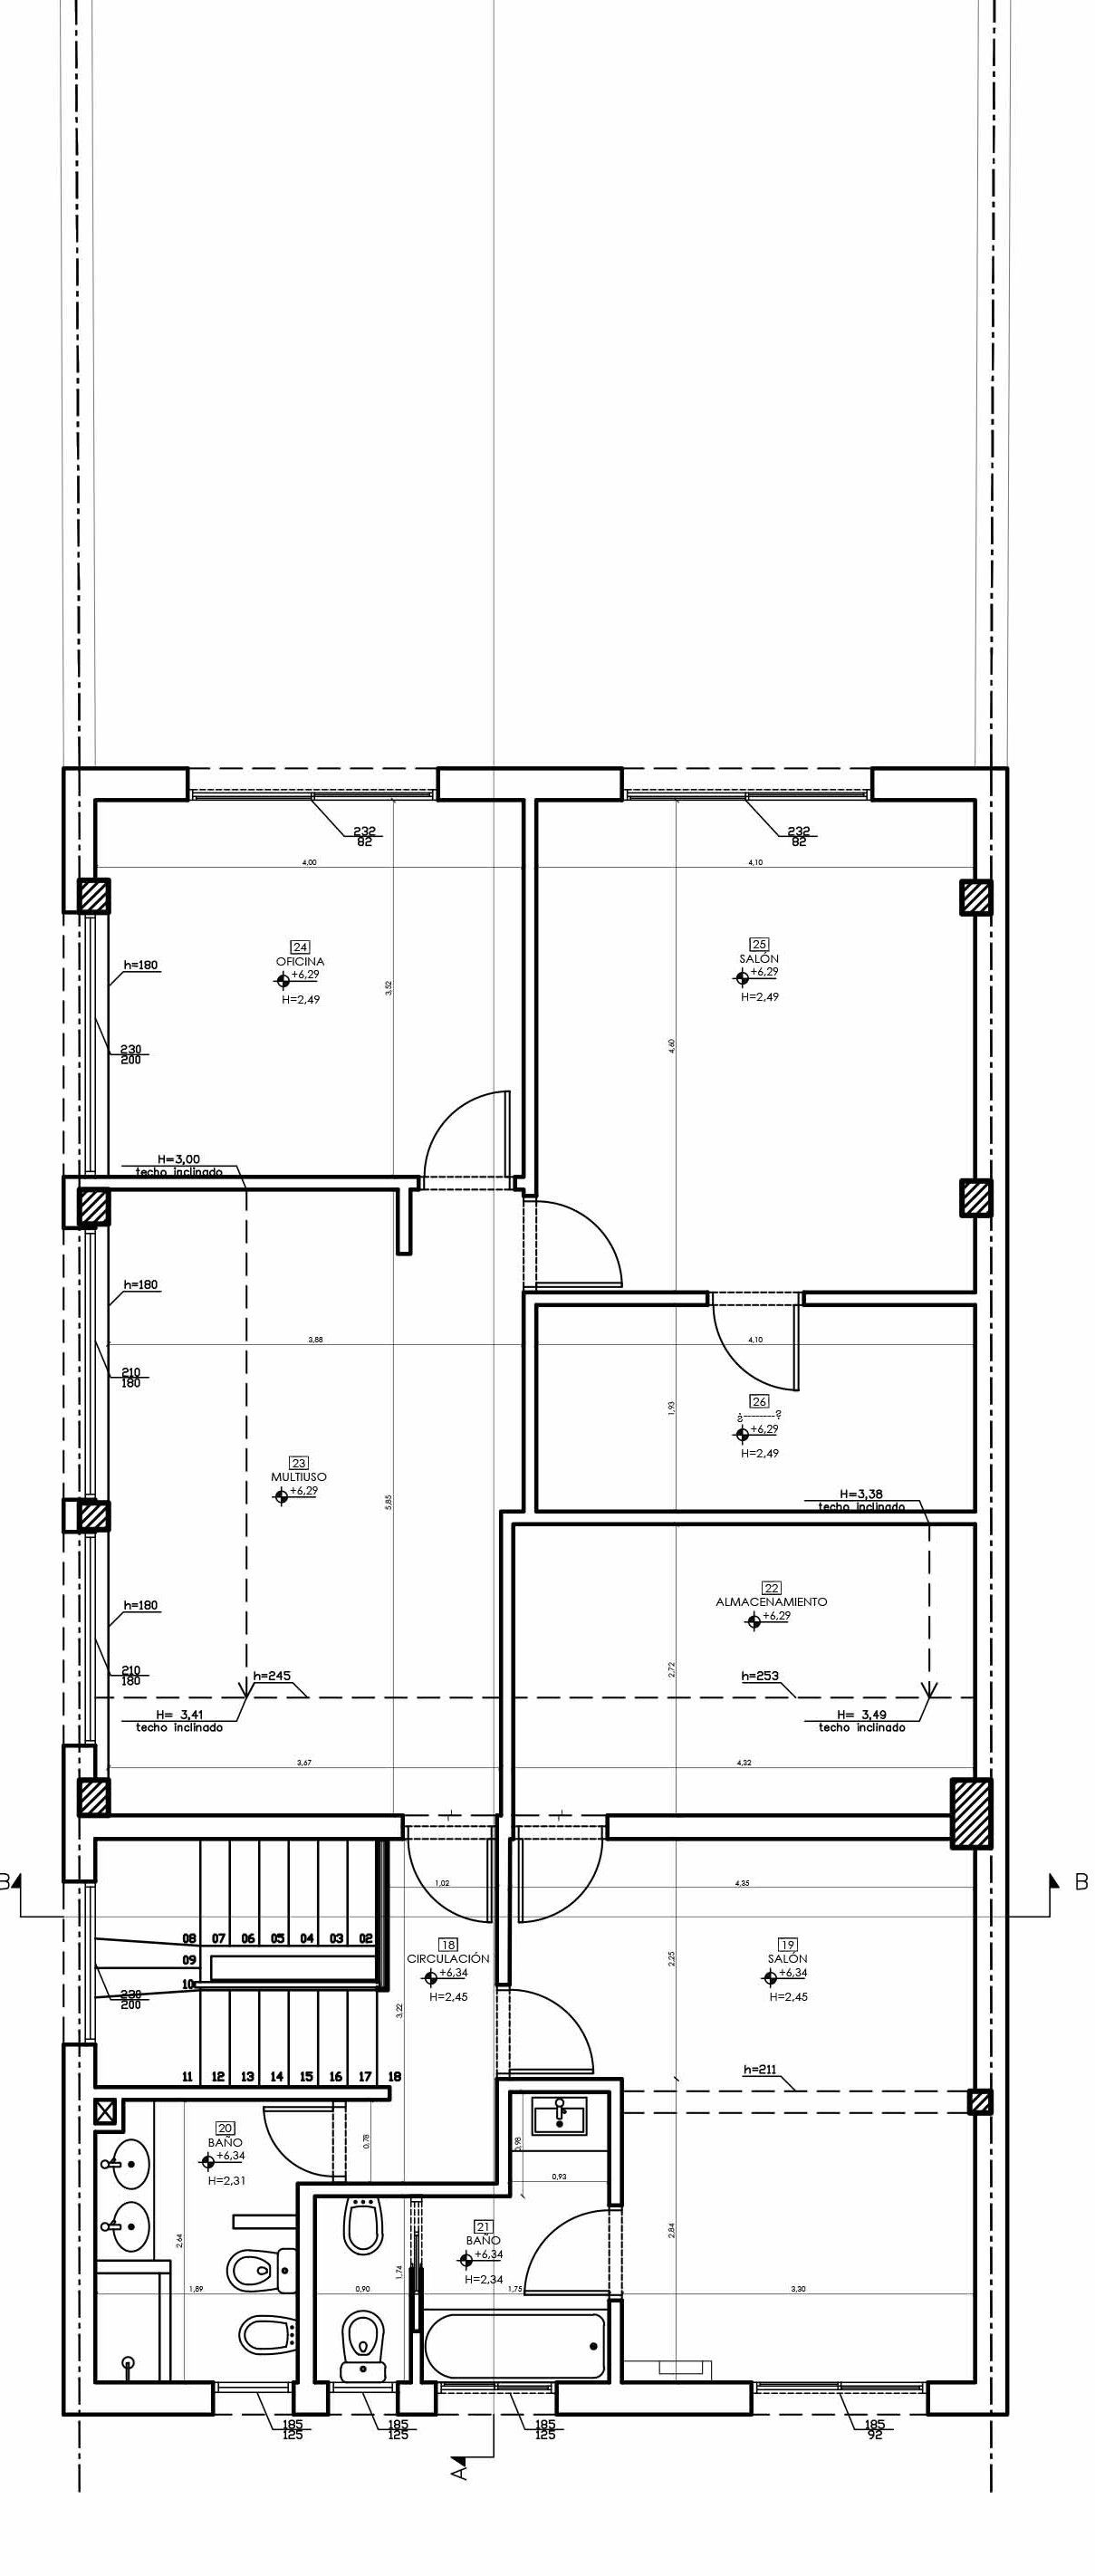 B
230
200
210
180
h=180
210
180
h=180
230
200
h=180
H= 3,41
techo inclinado
H=3,00
techo inclinado
2,64
1,89
20
BAÑO
+6,34
H=2,31
11
12
13
14
15
16
17
18
10
09
08
07
06
05
04
03
02
h=245
3,67
23
MULTIUSO
+6,29
3,88
24
OFICINA
+6,29
H=2,49
4,00
185
125
232
82
0,90
0,78
185
125
1,74
3,22
5,85
3,52
18
CIRCULACIÓN
+6,34
H=2,45
1,02
A
21
BAÑO
+6,34
H=2,34
1,75
0,98
0,93
185
125
2,84
2,25
2,72
1,93
4,60
h=211
4,35
4,32
h=253
22
ALMACENAMIENTO
+6,29
26
¿..........?
+6,29
H=2,49
4,10
25
SALÓN
+6,29
H=2,49
4,10
232
82
19
SALÓN
+6,34
H=2,45
3,30
185
92
H= 3,49
techo inclinado
H=3,38
techo inclinado
B